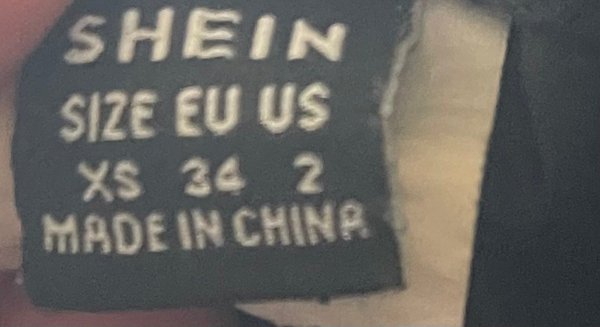 SHEIN
SIZE EU US
XS 34 2
MADE IN CHINA